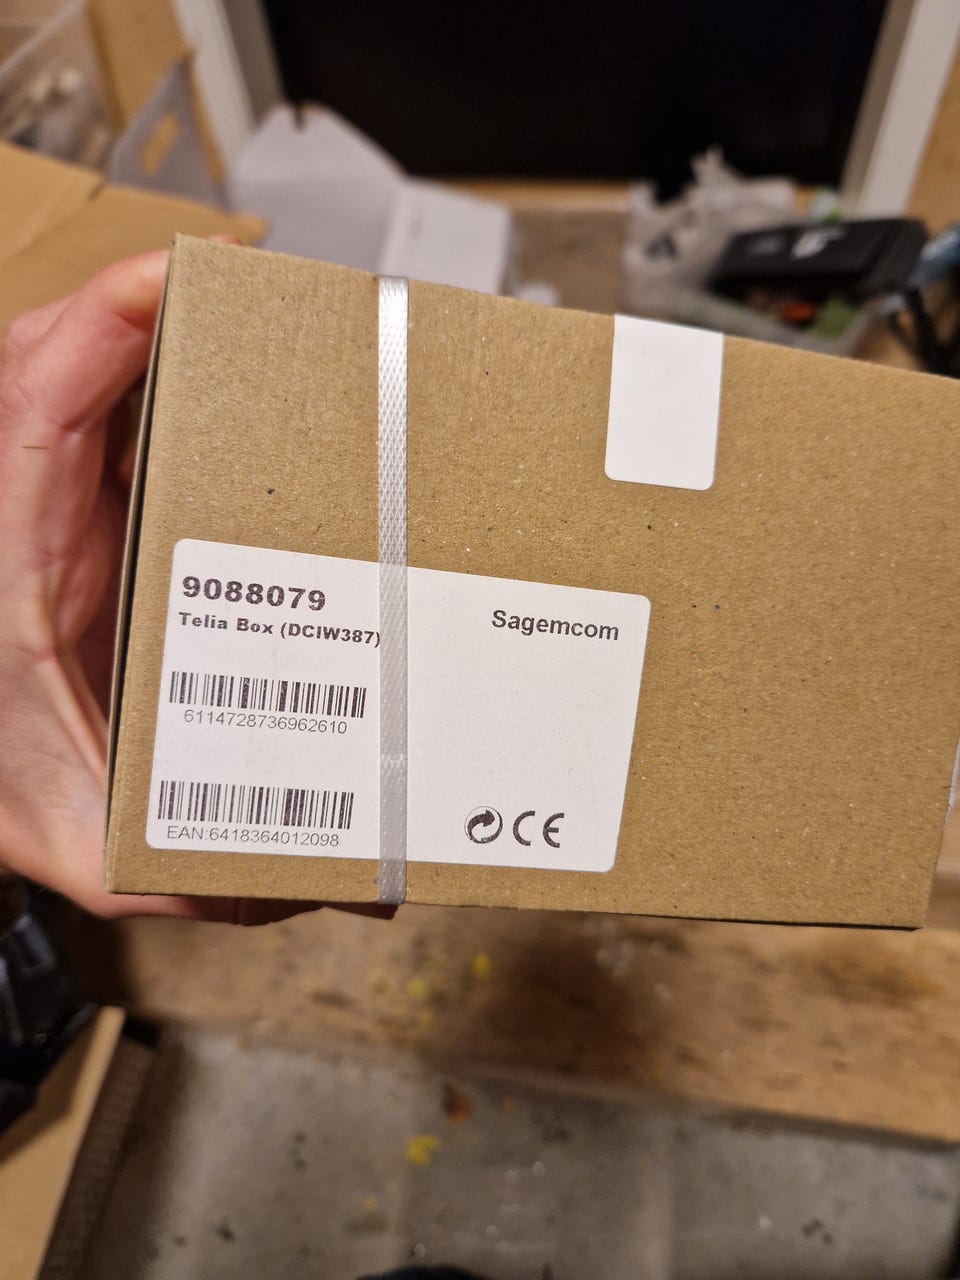 9088079
Telia Box (DCIW387)
Sagemcom
6114728736962610
EAN:6418364012098
CE